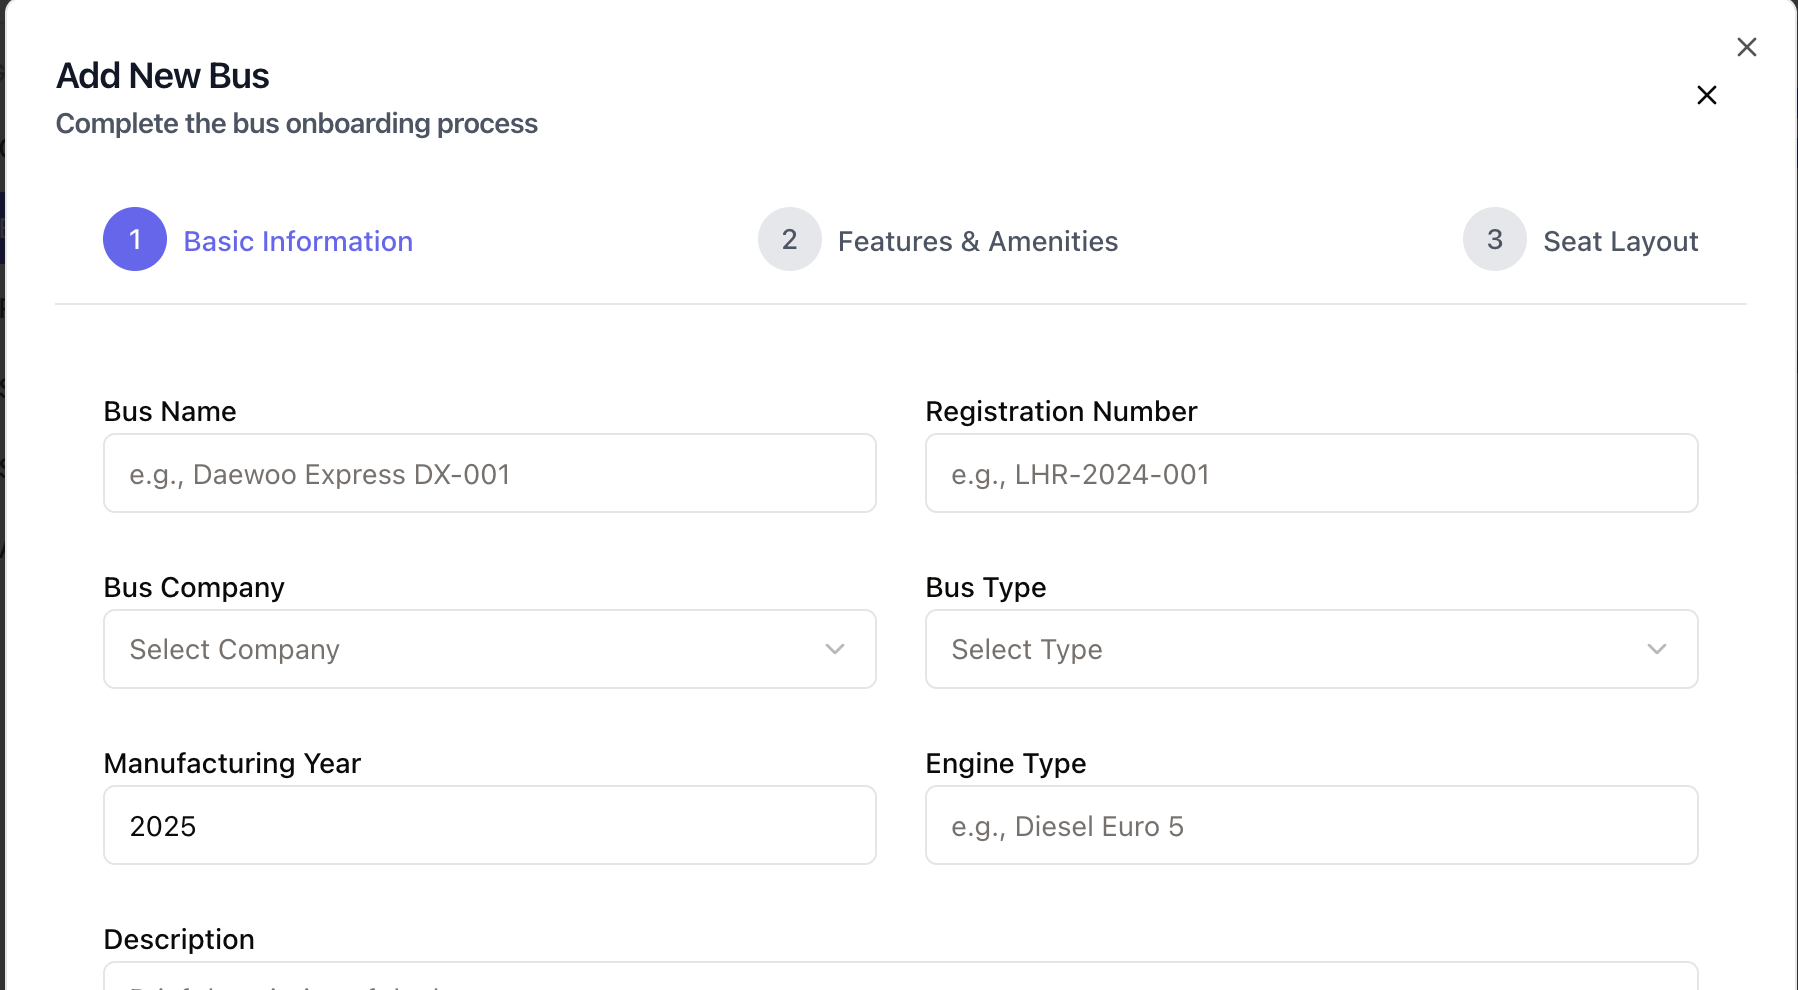 Add New Bus
Complete the bus onboarding process
1 Basic Information
2 Features & Amenities
3 Seat Layout
Bus Name
Registration Number
e.g., Daewoo Express DX-001
e.g., LHR-2024-001
Bus Company
Bus Type
Select Company
Select Type
Manufacturing Year
Engine Type
2025
e.g., Diesel Euro 5
Description